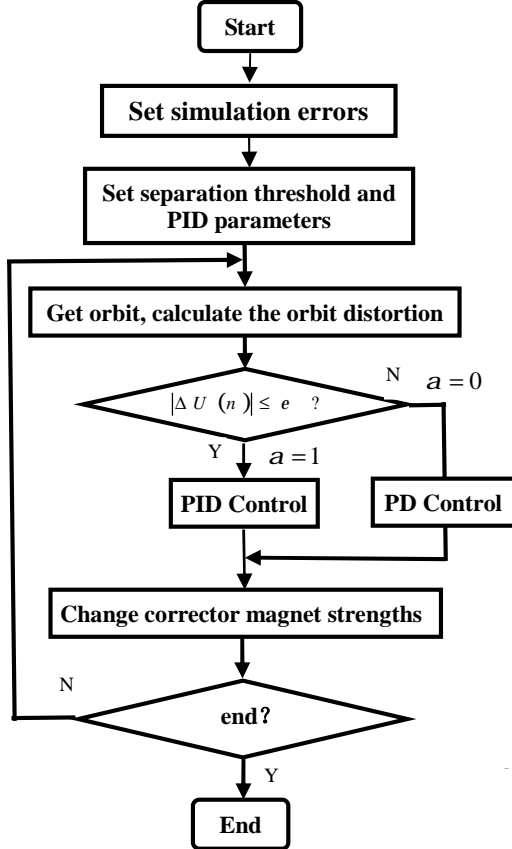 Start
Set simulation errors
Set separation threshold and
PID parameters
Get orbit, calculate the orbit distortion
|Δ U (n)| ≤ e ?
N
a = 0
Y
a = 1
PID Control
PD Control
Change corrector magnet strengths
N
end?
Y
End